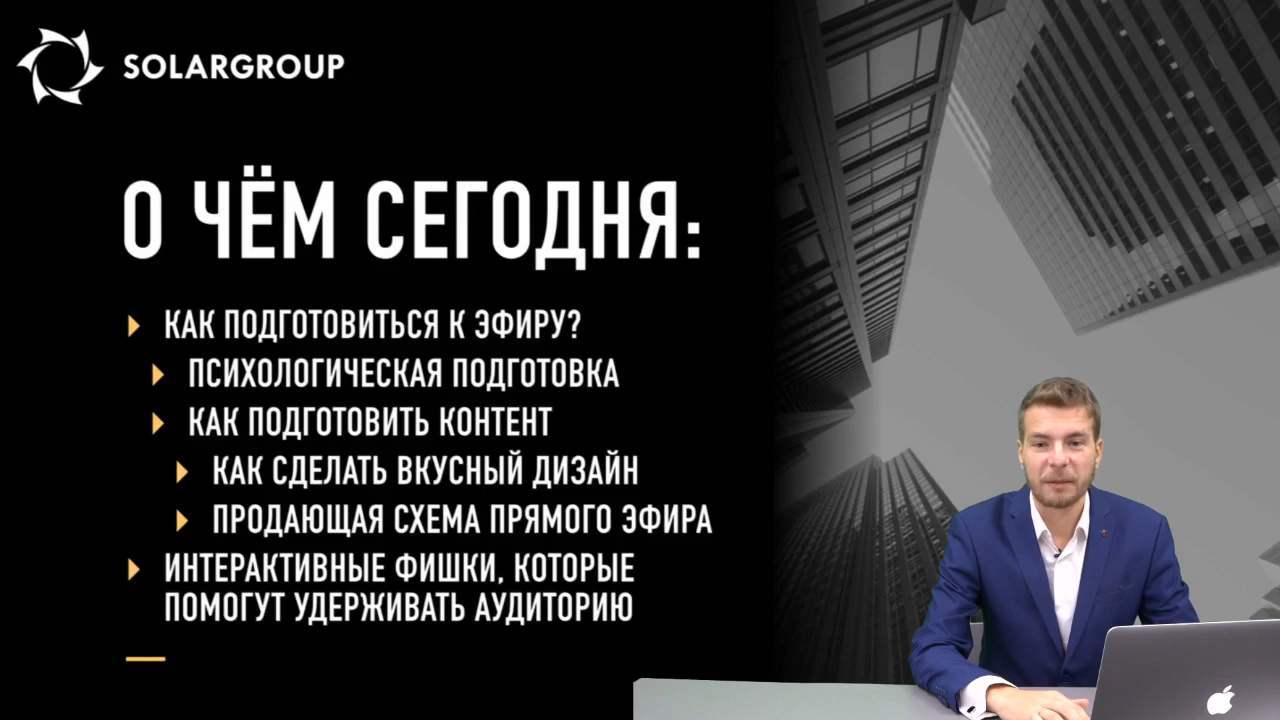 SOLARGROUP
О ЧЁМ СЕГОДНЯ:
КАК ПОДГОТОВИТЬСЯ К ЭФИРУ?
ПСИХОЛОГИЧЕСКАЯ ПОДГОТОВКА
КАК ПОДГОТОВИТЬ КОНТЕНТ
КАК СДЕЛАТЬ ВКУСНЫЙ ДИЗАЙН
ПРОДАЮЩАЯ СХЕМА ПРЯМОГО ЭФИРА
ИНТЕРАКТИВНЫЕ ФИШКИ, КОТОРЫЕ
ПОМОГУТ УДЕРЖИВАТЬ АУДИТОРИЮ